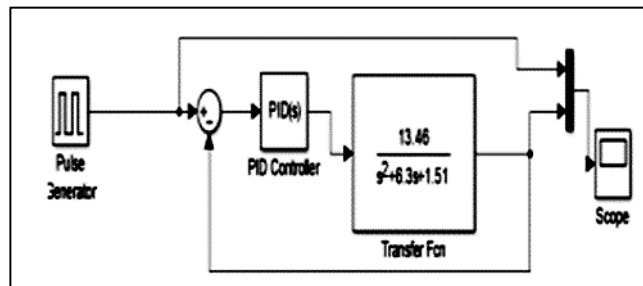 Pulse
Generator
+
-
PID(s)
PID Controller
13.46
s²+6.3s+1.51
Transfer Fcn
Scope